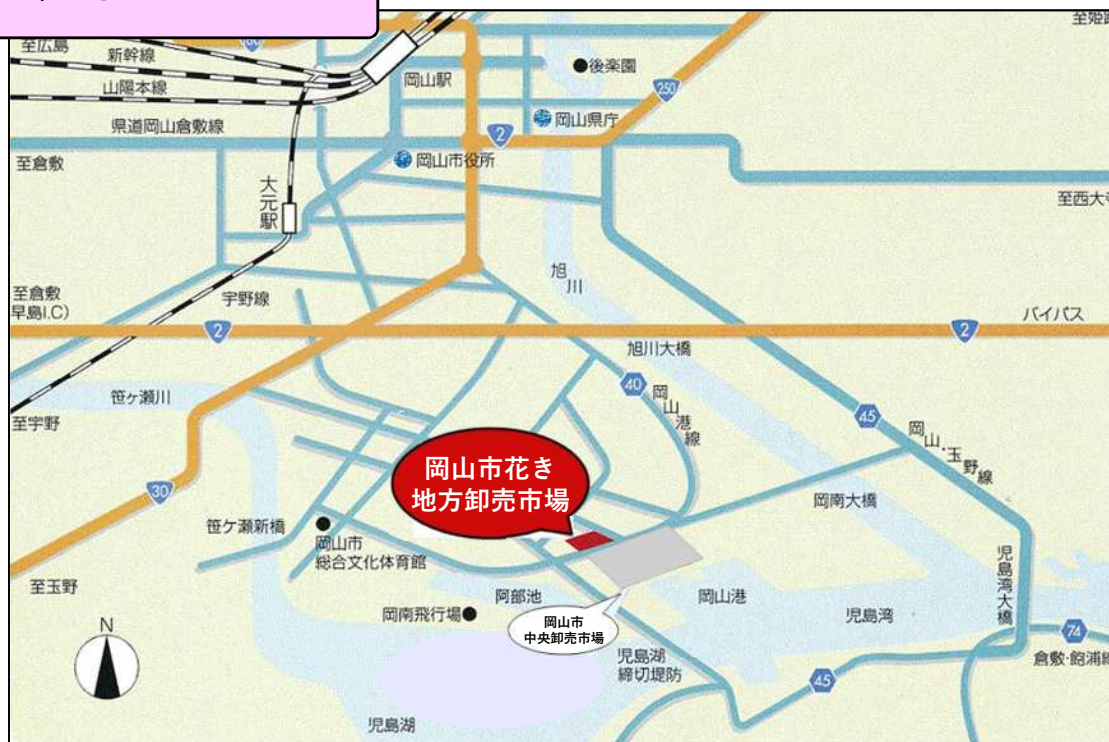 至広島
新幹線
山陽本線
岡山駅
後楽園
250
岡山県庁
県道岡山倉敷線
2
至倉敷
岡山市役所
大元駅
至倉敷
早島I.C)
宇野線
旭川
2
2
バイパス
旭川大橋
笹ヶ瀬川
40
岡山港線
45
岡山・玉野線
至宇野
岡山市花き
地方卸売市場
30
笹ケ瀬新橋
岡山市
総合文化体育館
岡南大橋
児島湾大橋
至玉野
阿部池
岡山港
岡南飛行場
児島湾
岡山市
中央卸売市場
N
74
倉敷・飽浦線
児島湖
締切堤防
45
児島湖